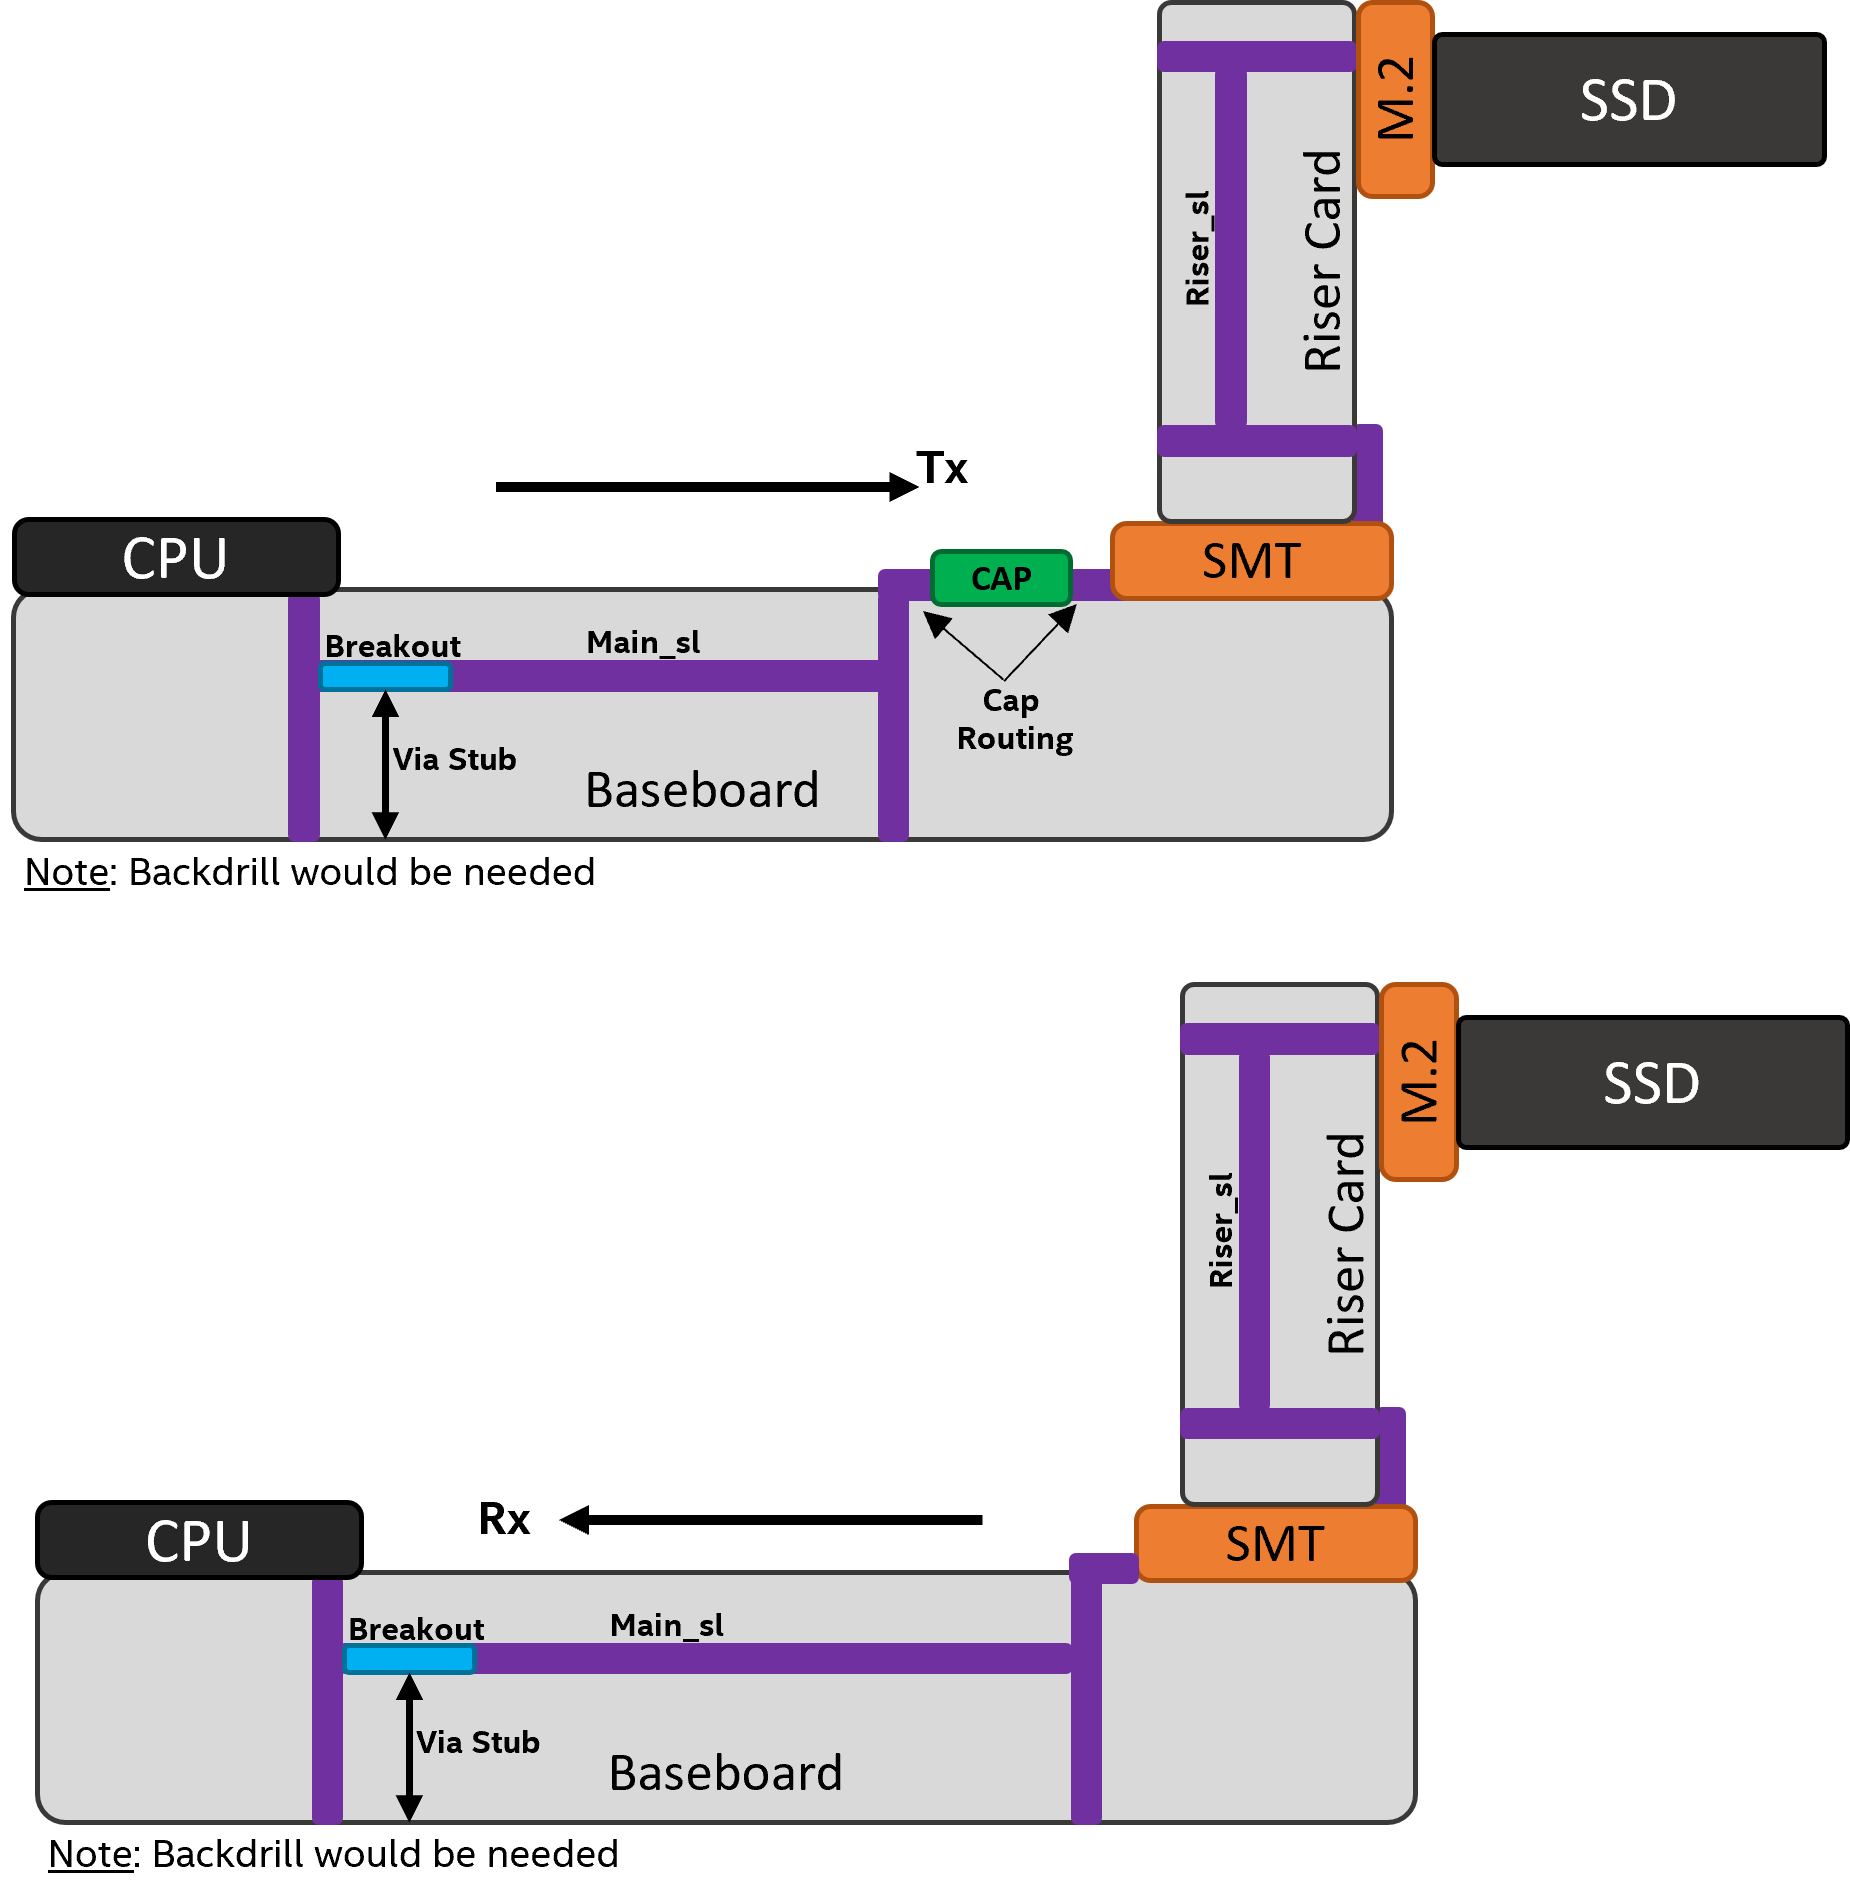 M.2
SSD
Riser_sl
Riser Card
Tx
CPU
CAP
SMT
Breakout
Main_sl
Cap
Routing
Via Stub
Baseboard
Note: Backdrill would be needed
M.2
SSD
Riser_sl
Riser Card
Rx
CPU
SMT
Breakout
Main_sl
Via Stub
Baseboard
Note: Backdrill would be needed